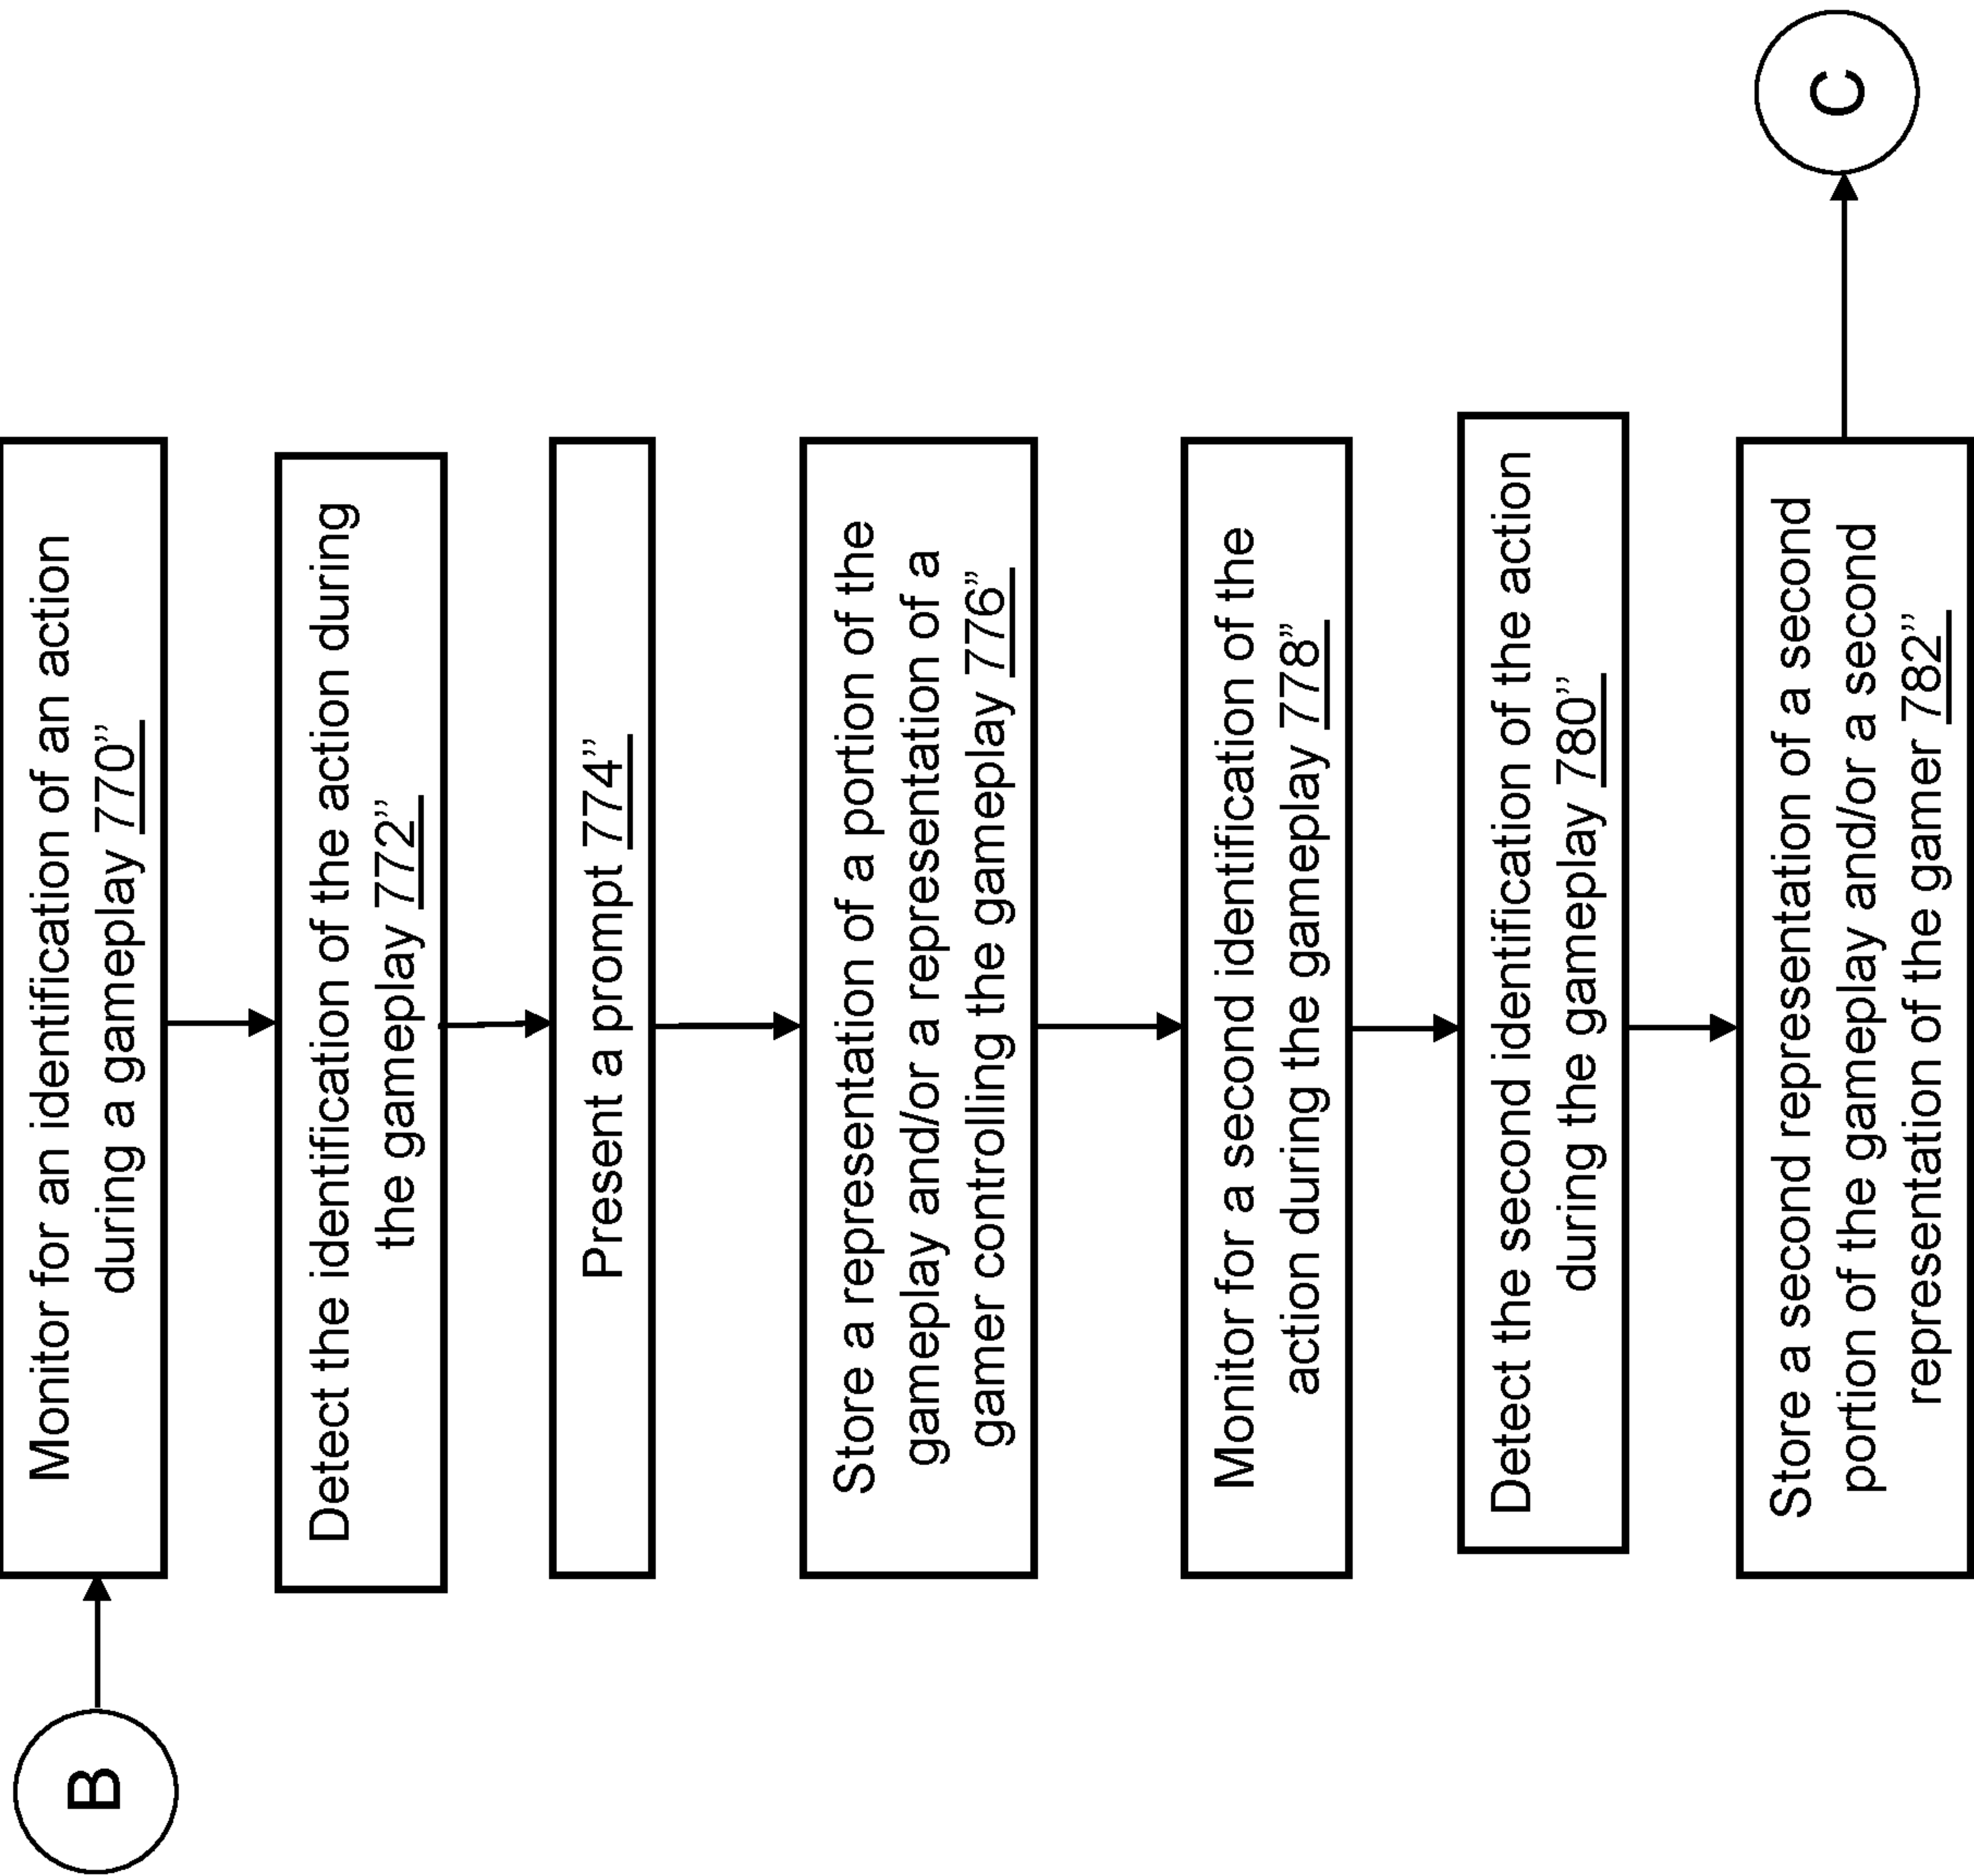 B
Monitor for an identification of an action
during a gameplay 770”
Detect the identification of the action during
the gameplay 772”
Present a prompt 774”
Store a representation of a portion of the
gameplay and/or a representation of a
gamer controlling the gameplay 776”
Monitor for a second identification of the
action during the gameplay 778”
Detect the second identification of the action
during the gameplay 780”
Store a second representation of a second
portion of the gameplay and/or a second
representation of the gamer 782”
C